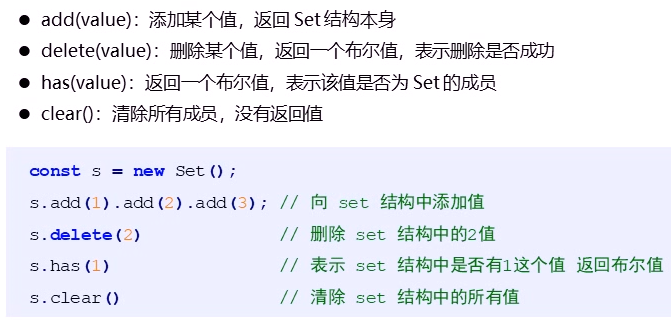 ● add(value)：添加某个值，返回 Set 结构本身
● delete(value)：删除某个值，返回一个布尔值，表示删除是否成功
● has(value)：返回一个布尔值，表示该值是否为 Set 的成员
● clear()：清除所有成员，没有返回值
const s = new Set();
s.add(1).add(2).add(3); // 向 set 结构中添加值
s.delete(2) // 删除 set 结构中的2值
s.has(1) // 表示 set 结构中是否有1这个值 返回布尔值
s.clear() // 清除 set 结构中的所有值